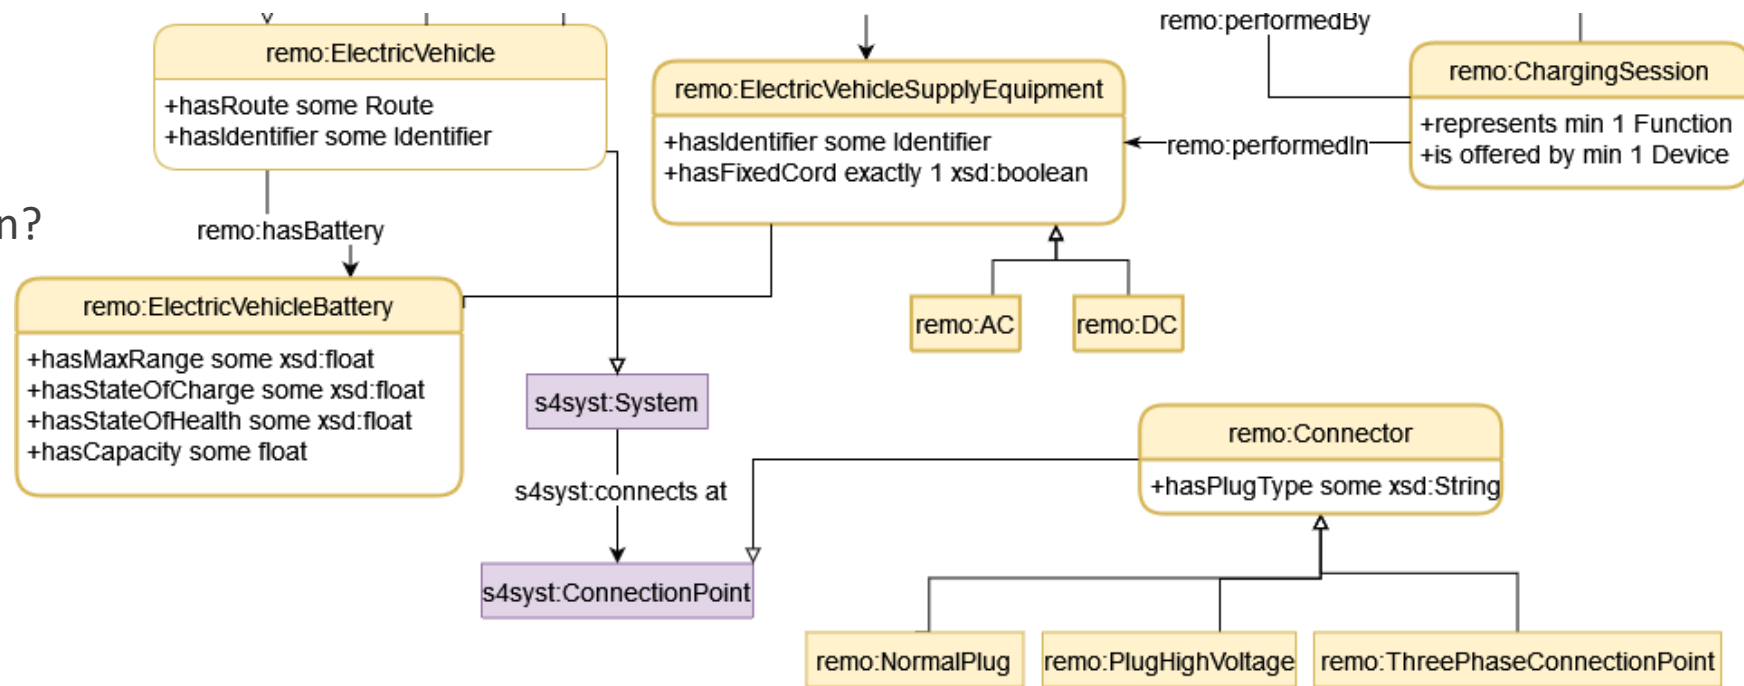 remo:performedBy
remo:ElectricVehicle
+hasRoute some Route
+hasIdentifier some Identifier
remo:ElectricVehicleSupplyEquipment
+hasIdentifier some Identifier
+hasFixedCord exactly 1 xsd:boolean
remo:ChargingSession
+represents min 1 Function
+is offered by min 1 Device
remo:performedIn
n?
remo:hasBattery
remo:ElectricVehicleBattery
+hasMaxRange some xsd:float
+hasStateOfCharge some xsd:float
+hasStateOfHealth some xsd:float
+hasCapacity some float
remo:AC
remo:DC
s4syst:System
s4syst:connects at
s4syst:ConnectionPoint
remo:Connector
+hasPlugType some xsd:String
remo:NormalPlug
remo:PlugHighVoltage
remo:ThreePhaseConnectionPoint